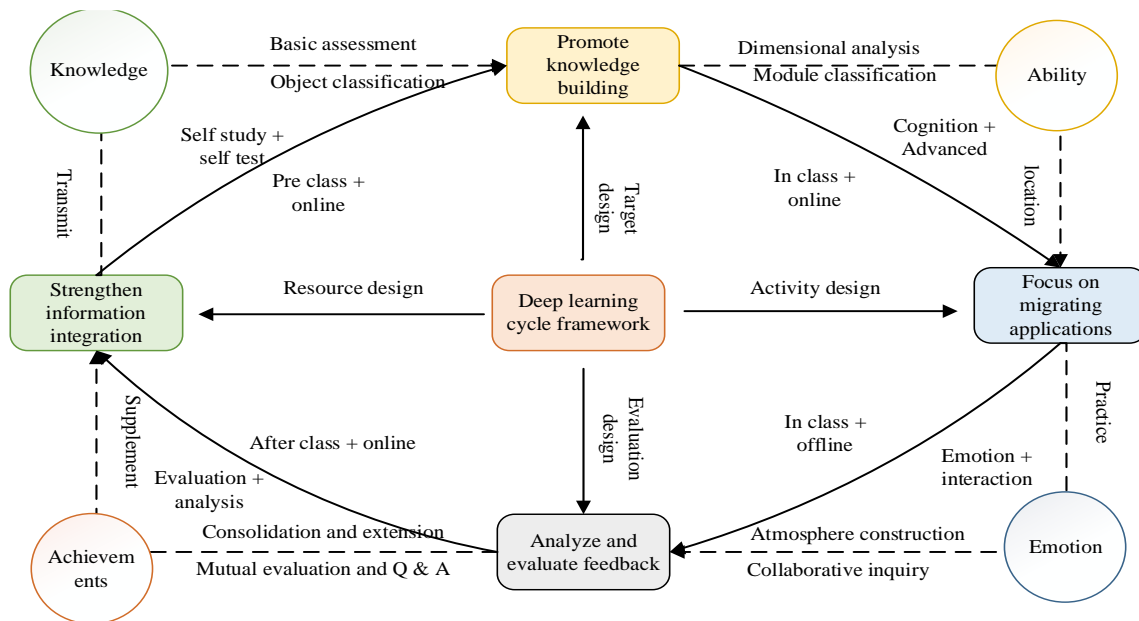 Knowledge
Basic assessment
Object classification
Promote
knowledge
building
Dimensional analysis
Module classification
Ability
Self study +
self test
Pre class +
online
Transmit
Target
design
Cognition +
Advanced
In class +
online
location
Strengthen
information
integration
Resource design
Deep learning
cycle framework
Activity design
Focus on
migrating
applications
Supplement
After class + online
Evaluation +
analysis
Evaluation
design
In class +
offline
Emotion +
interaction
Practice
Achievem
ents
Consolidation and extension
Mutual evaluation and Q & A
Analyze and
evaluate feedback
Atmosphere construction
Collaborative inquiry
Emotion